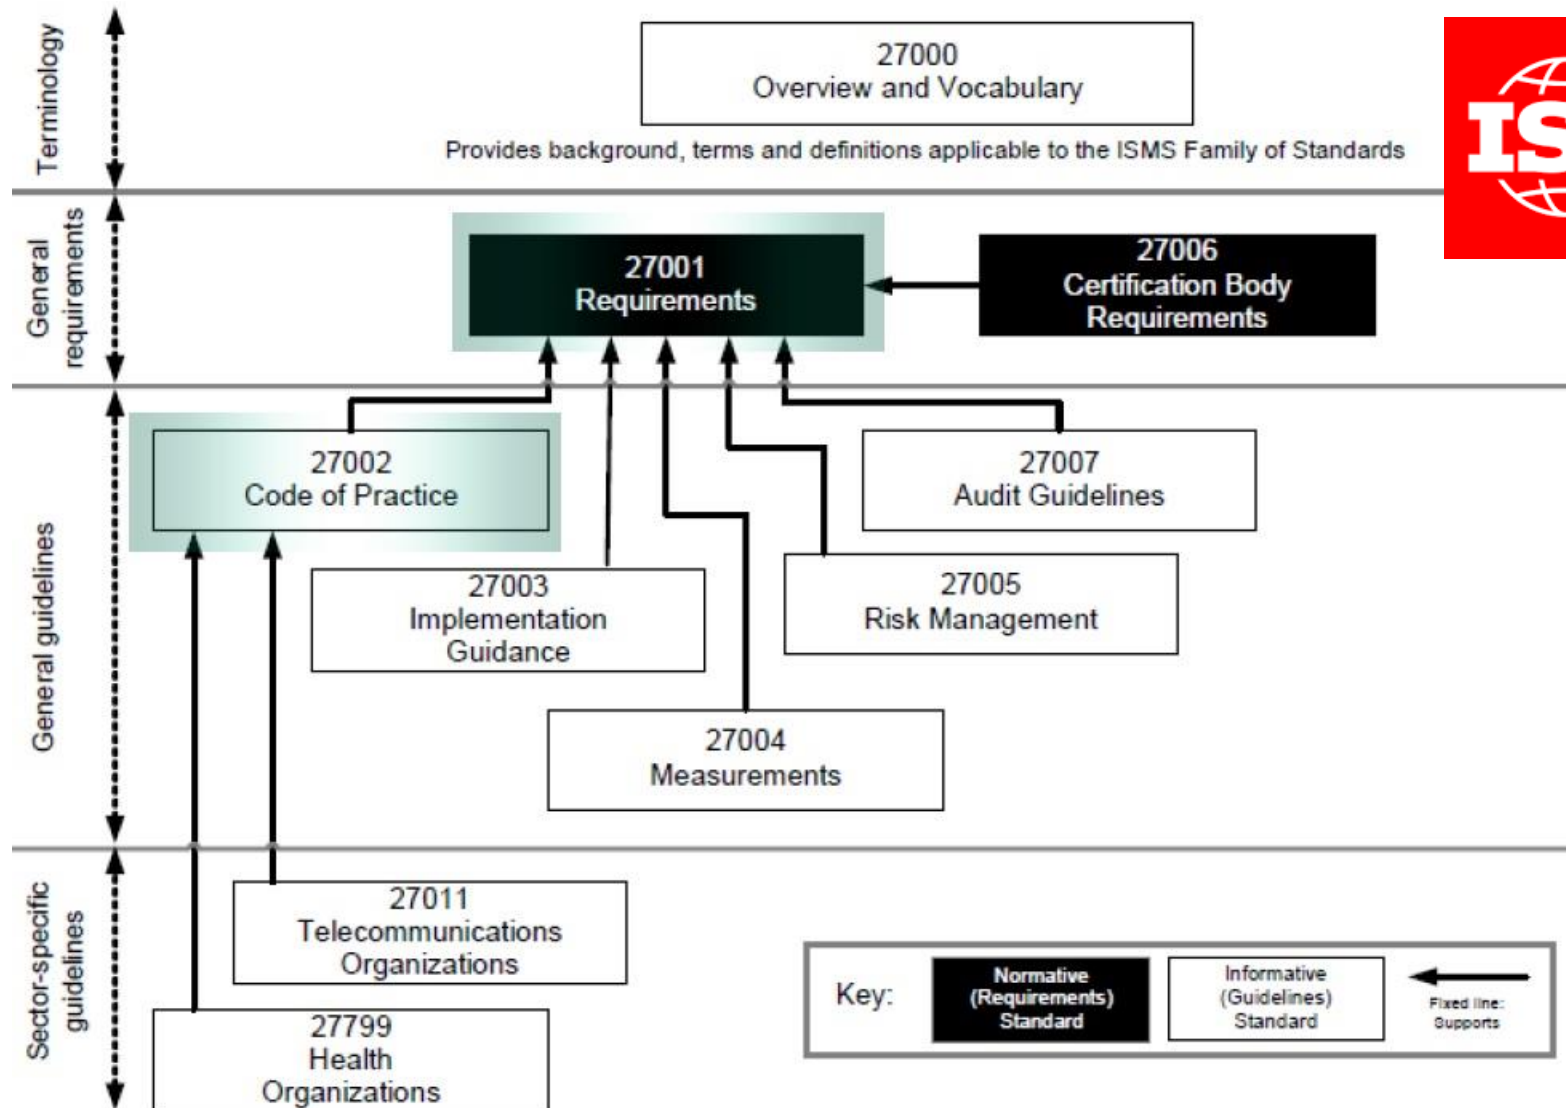 Terminology
27000
Overview and Vocabulary
Provides background, terms and definitions applicable to the ISMS Family of Standards
IS
General
requirements
27001
Requirements
27006
Certification Body
Requirements
General guidelines
27002
Code of Practice
27007
Audit Guidelines
27003
Implementation
Guidance
27005
Risk Management
27004
Measurements
Sector-specific
guidelines
27011
Telecommunications
Organizations
27799
Health
Organizations
Key:
Normative
(Requirements)
Standard
Informative
(Guidelines)
Standard
Fixed line:
Supports